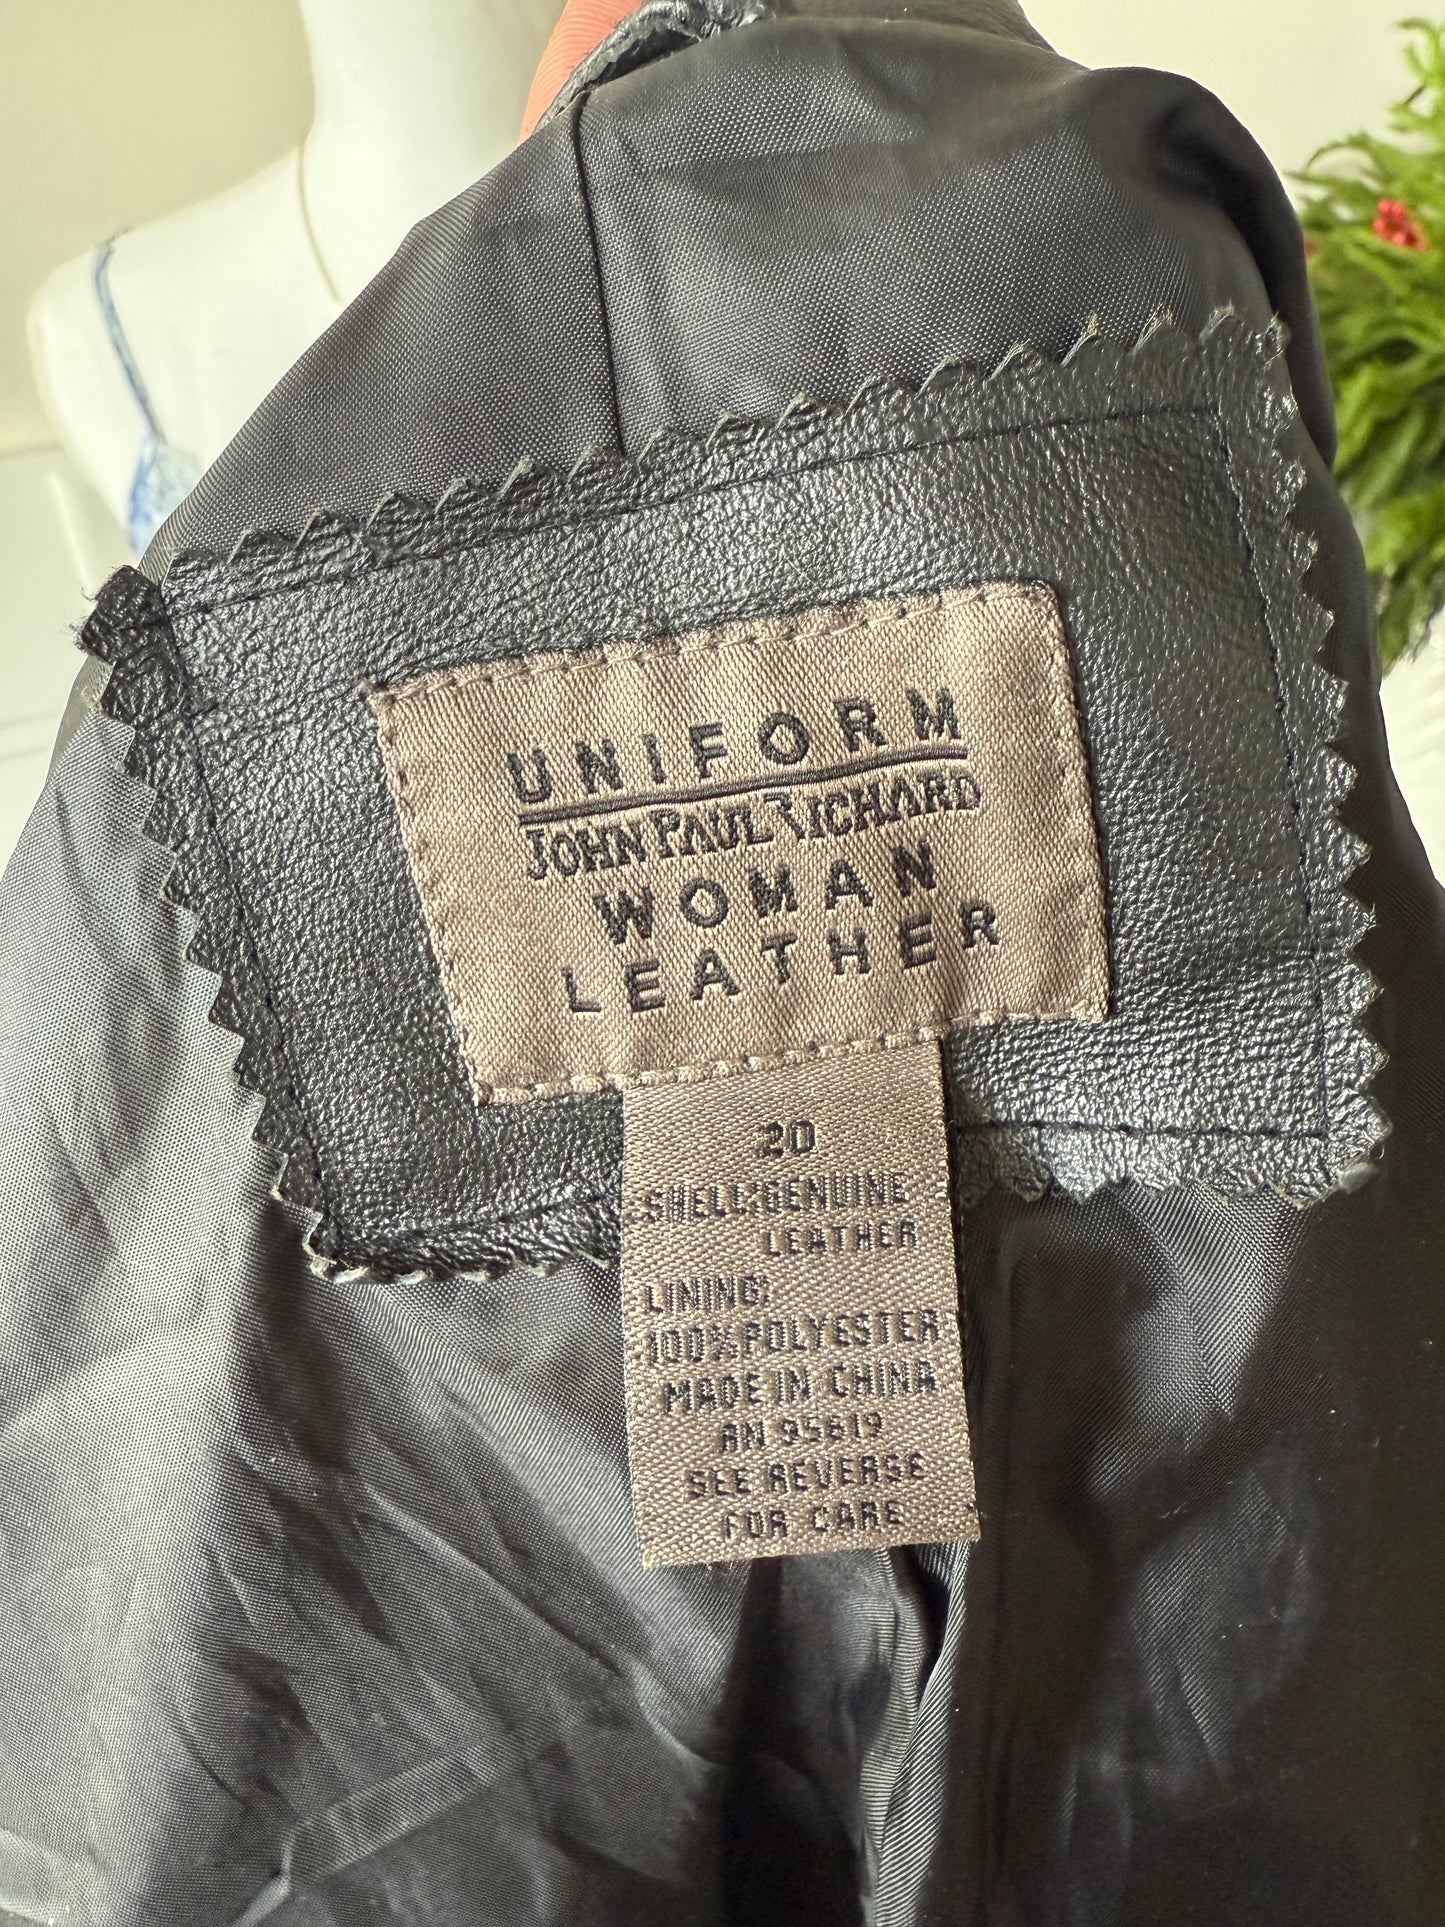 UNIFORM
JOHN PAUL RICHARD
WOMAN
LEATHER
20
SHELL:GENUINE
LEATHER
LINING:
100%POLYESTER
MADE IN CHINA
RN 95619
SEE REVERSE
FOR CARE